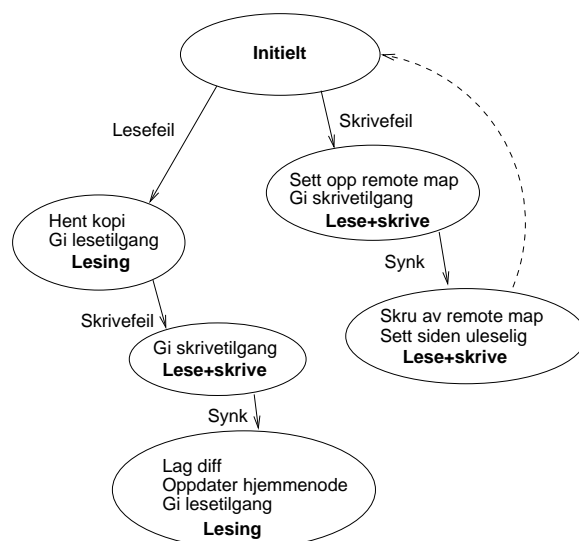 Initielt
Lesefeil
Skrivefeil
Sett opp remote map
Gi skrivetilgang
Lese+skrive
Hent kopi
Gi lesetilgang
Lesing
Synk
Skrivefeil
Skru av remote map
Sett siden uleselig
Lese+skrive
Gi skrivetilgang
Lese+skrive
Synk
Lag diff
Oppdater hjemmenode
Gi lesetilgang
Lesing